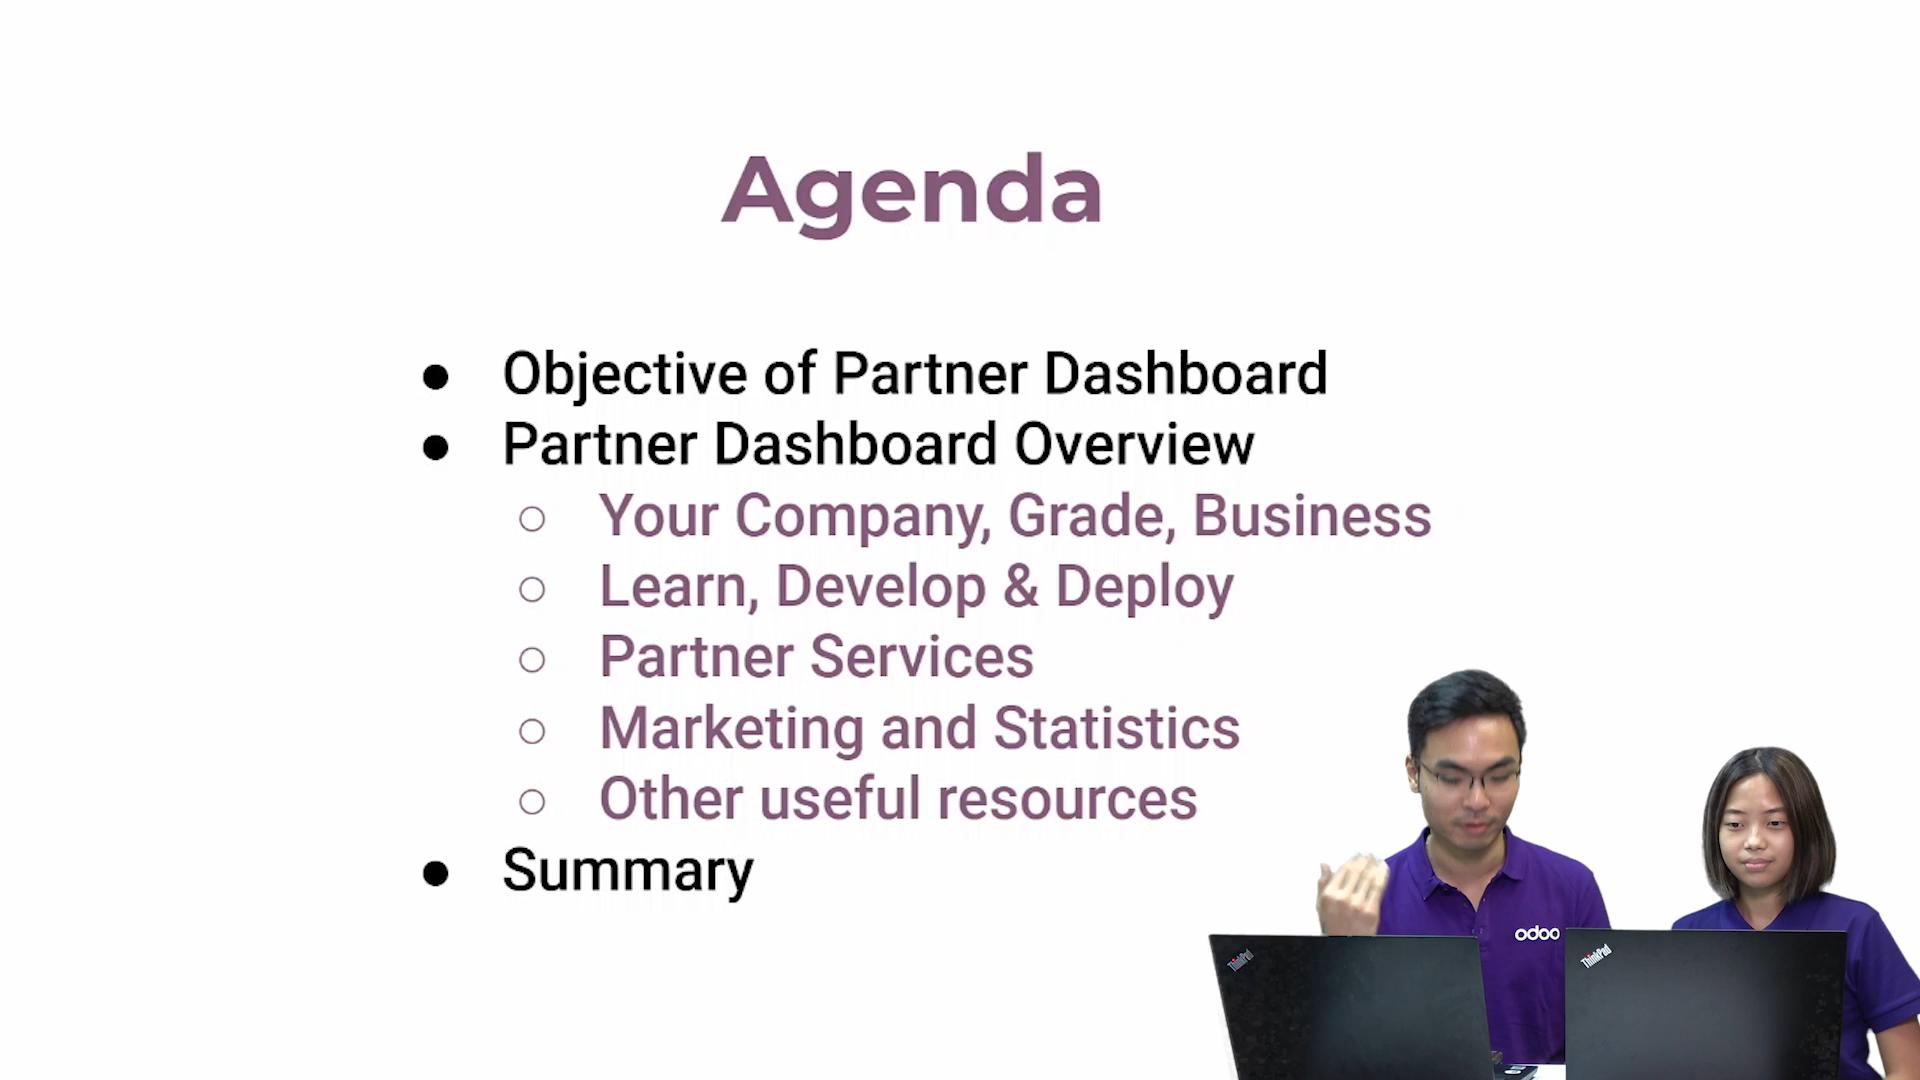 Agenda
● Objective of Partner Dashboard
● Partner Dashboard Overview
○ Your Company, Grade, Business
○ Learn, Develop & Deploy
○ Partner Services
○ Marketing and Statistics
○ Other useful resources
● Summary
odoo
ThinkPad
ThinkPad